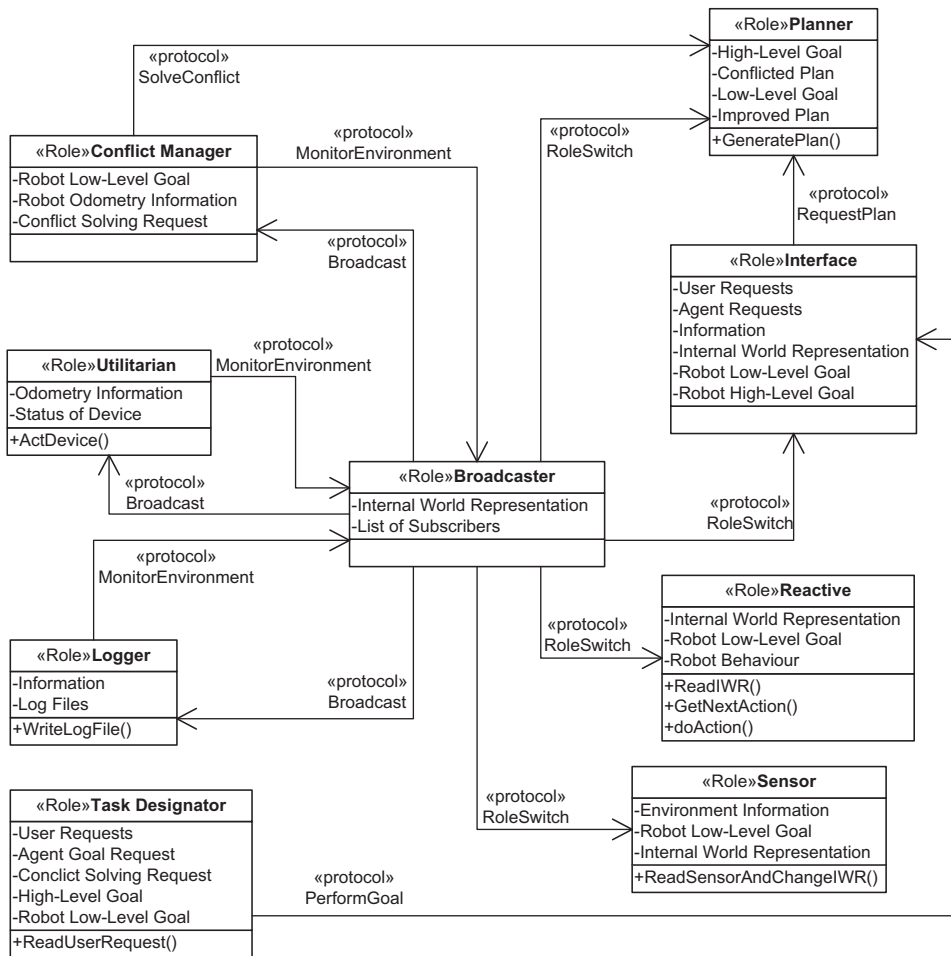 «Role»Planner
-High-Level Goal
-Conflicted Plan
-Low-Level Goal
-Improved Plan
+GeneratePlan()
«protocol»
SolveConflict
«Role»Conflict Manager
-Robot Low-Level Goal
-Robot Odometry Information
-Conflict Solving Request
«protocol»
MonitorEnvironment
«protocol»
RoleSwitch
«protocol»
RequestPlan
«protocol»
Broadcast
«Role»Interface
-User Requests
-Agent Requests
-Information
-Internal World Representation
-Robot Low-Level Goal
-Robot High-Level Goal
«Role»Utilitarian
-Odometry Information
-Status of Device
+ActDevice()
«protocol»
MonitorEnvironment
«protocol»
Broadcast
«Role»Broadcaster
-Internal World Representation
-List of Subscribers
«protocol»
RoleSwitch
«protocol»
MonitorEnvironment
«Role»Logger
-Information
-Log Files
+WriteLogFile()
«protocol»
Broadcast
«protocol»
RoleSwitch
«Role»Reactive
-Internal World Representation
-Robot Low-Level Goal
-Robot Behaviour
+ReadIWR()
+GetNextAction()
+doAction()
«protocol»
RoleSwitch
«Role»Sensor
-Environment Information
-Robot Low-Level Goal
-Internal World Representation
+ReadSensorAndChangeIWR()
«Role»Task Designator
-User Requests
-Agent Goal Request
-Conclict Solving Request
-High-Level Goal
-Robot Low-Level Goal
+ReadUserRequest()
«protocol»
PerformGoal